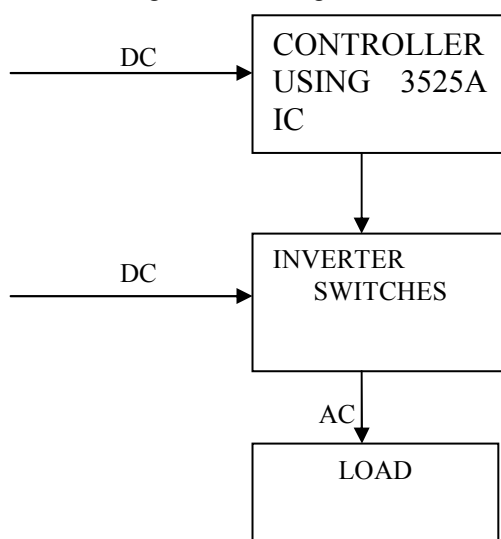 DC
CONTROLLER
USING 3525A
IC
DC
INVERTER
SWITCHES
AC
LOAD